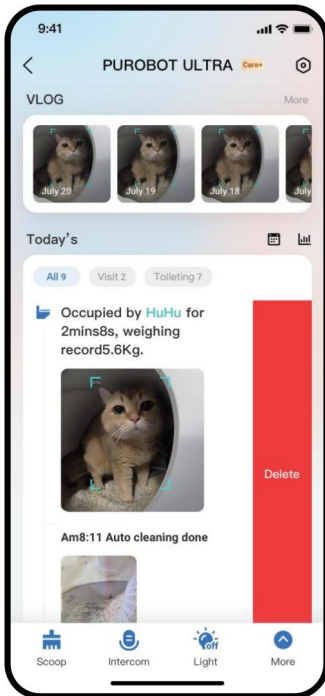 9:41
PUROBOT ULTRA Care+
VLOG More
July 20 July 19 July 18 July
Today's
All 9 Visit 2 Toileting 7
Occupied by HuHu for
2mins8s, weighing
record5.6Kg.
Delete
Am8:11 Auto cleaning done
off
Scoop Intercom Light More